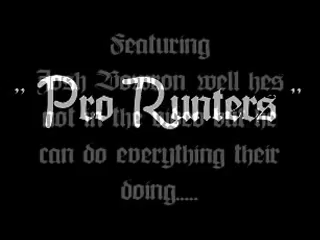 Featuring
Josh
well hes
" Pro Runters "
not in the
but he
can do everything their
doing.....